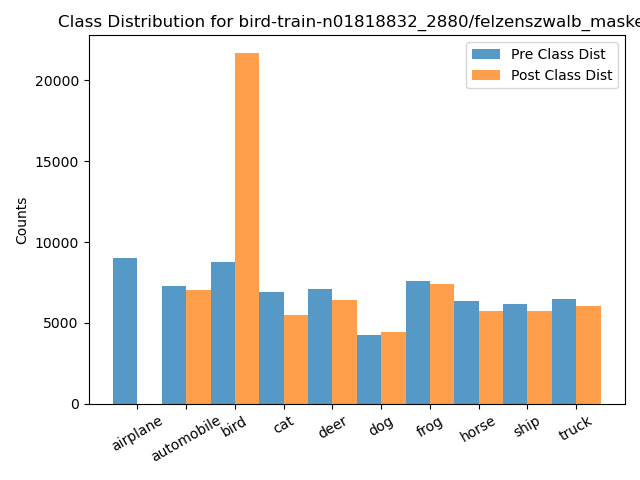 Class Distribution for bird-train-n01818832_2880/felzenszwalb_maske
Pre Class Dist
Post Class Dist
Counts
20000
15000
10000
5000
0
airplane
automobile
bird
cat
deer
dog
frog
horse
ship
truck